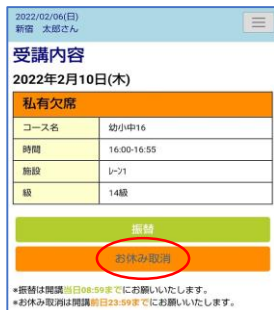 2022/02/06(日)
新宿 太郎さん
受講内容
2022年2月10日(木)
私有欠席
コース名 幼小中16
時間 16:00-16:55
施設 ﾚｰﾝ1
級 14級
振替
お休み取消
*振替は開講当日08:59までにお願いいたします。
*お休み取消は開講前日23:59までにお願いいたします。